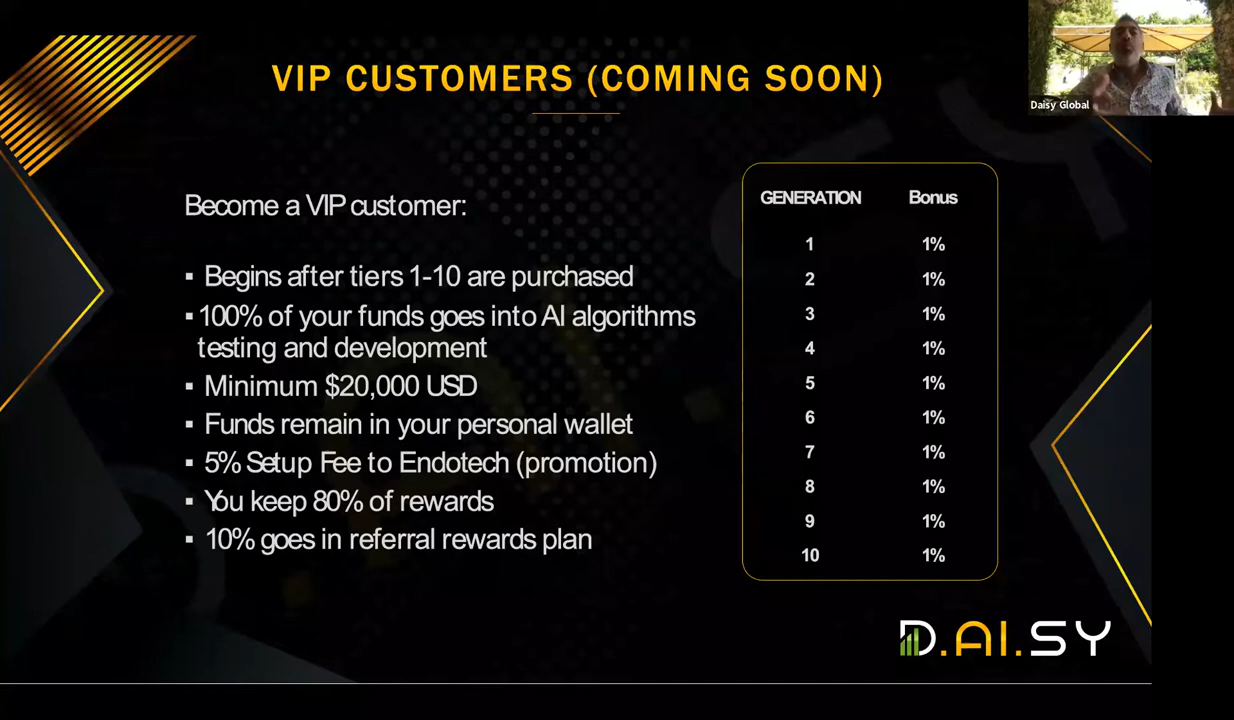 VIP CUSTOMERS (COMING SOON)
Daisy Global
Become a VIP customer:
▪ Begins after tiers 1-10 are purchased
▪ 100% of your funds goes into AI algorithms
testing and development
▪ Minimum $20,000 USD
▪ Funds remain in your personal wallet
▪ 5% Setup Fee to Endotech (promotion)
▪ You keep 80% of rewards
▪ 10% goes in referral rewards plan
GENERATION Bonus
1 1%
2 1%
3 1%
4 1%
5 1%
6 1%
7 1%
8 1%
9 1%
10 1%
D.AI.SY